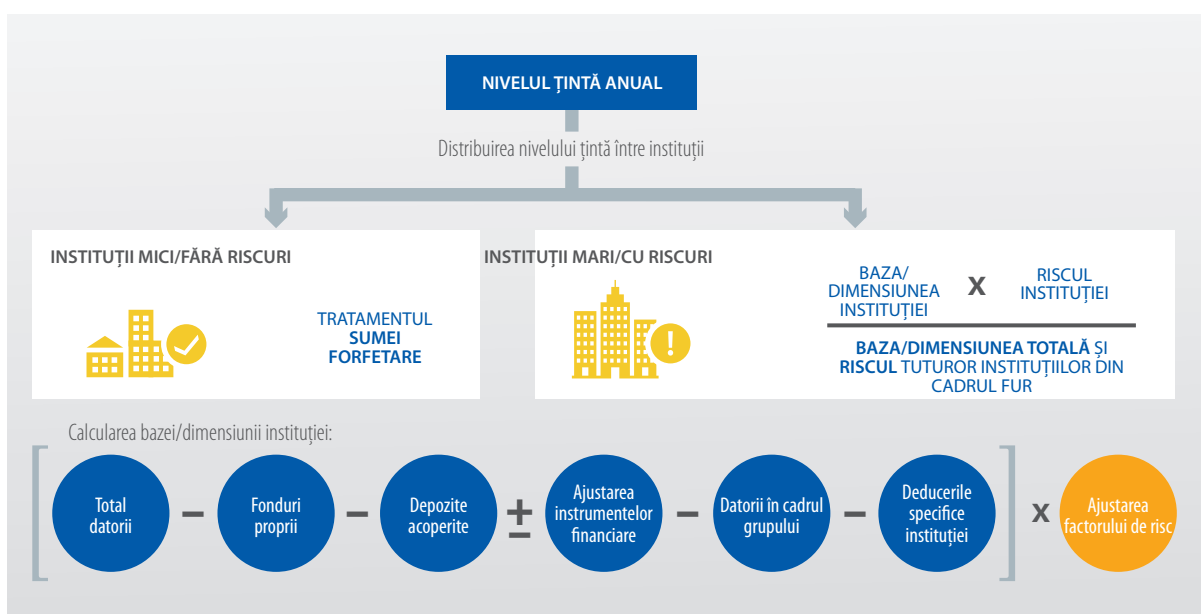 NIVELUL ȚINTĂ ANUAL
Distribuirea nivelului țintă între instituții
INSTITUȚII MICI/FĂRĂ RISCURI
TRATAMENTUL
SUMEI
FORFETARE
INSTITUȚII MARI/CU RISCURI
BAZA/
DIMENSIUNEA
INSTITUȚIEI
X
RISCUL
INSTITUȚIEI
BAZA/DIMENSIUNEA TOTALĂ ȘI
RISCUL TUTUROR INSTITUȚIILOR DIN
CADRUL FUR
Calcularea bazei/dimensiunii instituției:
[
Total
datorii
–
Fonduri
proprii
–
Depozite
acoperite
±
–
Ajustarea
instrumentelor
financiare
–
Datorii în cadrul
grupului
–
Deducerile
specifice
instituției
]
X
Ajustarea
factorului de risc